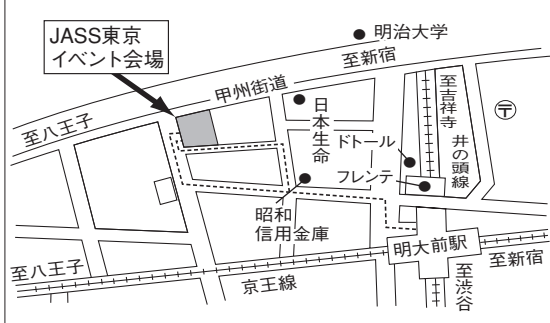 JASS東京
イベント会場
明治大学
至新宿
甲州街道
至八王子
日本生命
至吉祥寺
井の頭線
〒
ドトール
フレンテ
昭和
信用金庫
明大前駅
至八王子
京王線
至新宿
至渋谷